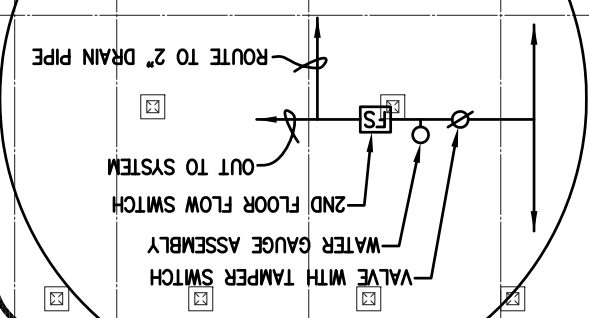 VALVE WITH TAMPER SWITCH
WATER GAUGE ASSEMBLY
2ND FLOOR FLOW SWITCH
OUT TO SYSTEM
FS
ROUTE TO 2" DRAIN PIPE